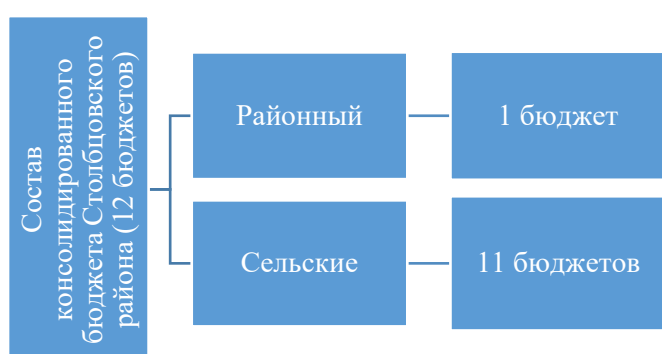 Состав
консолидированного
бюджета Столбцовского
района (12 бюджетов)
Районный
1 бюджет
Сельские
11 бюджетов